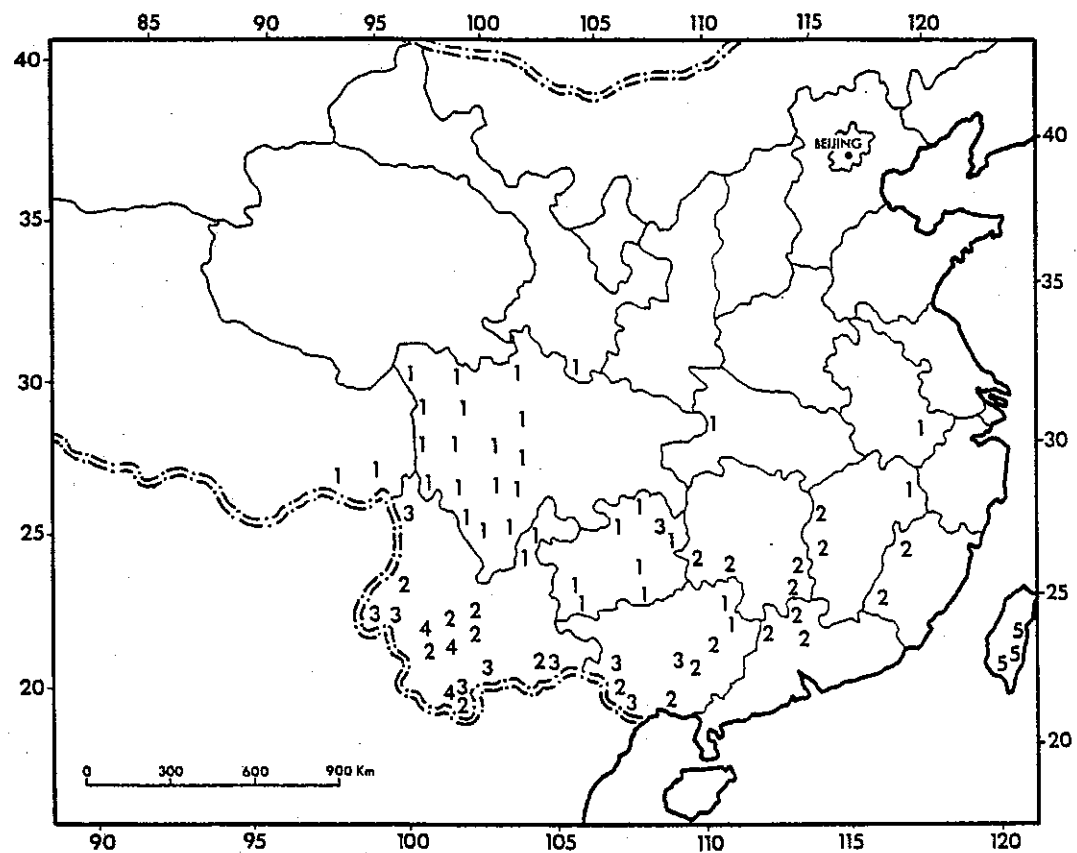 85 90 95 100 105 110 115 120
40
40
BEIJING
35
35
30 1 1 1 1
1 1 1 1 1
1 1 1 1 30
1 1
1 1 1 1 1
3 1 1 2
25 1 1 1 1 3 1
1 1 2 2 2 2 2
2 1 1 2 25
3 3 2 2 1 1 2 2
4 2 1 2 2 5
2 4 2 5
3 2 3 3 3 2 5
20 4 3 2
2 3 2
20
0 300 600 900 Km
90 95 100 105 110 115 120